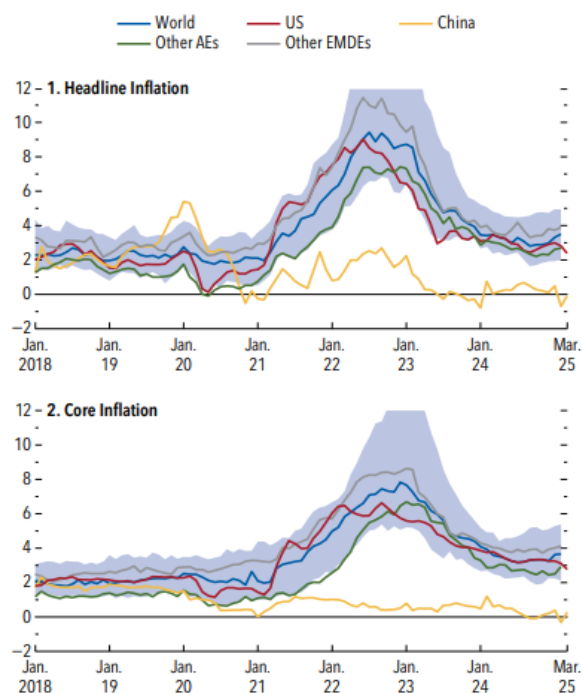 World US China
Other AEs Other EMDEs
1. Headline Inflation
12
10
8
6
4
2
0
−2
Jan. Jan. Jan. Jan. Jan. Jan. Jan. Mar.
2018 19 20 21 22 23 24 25
2. Core Inflation
12
10
8
6
4
2
0
−2
Jan. Jan. Jan. Jan. Jan. Jan. Jan. Mar.
2018 19 20 21 22 23 24 25